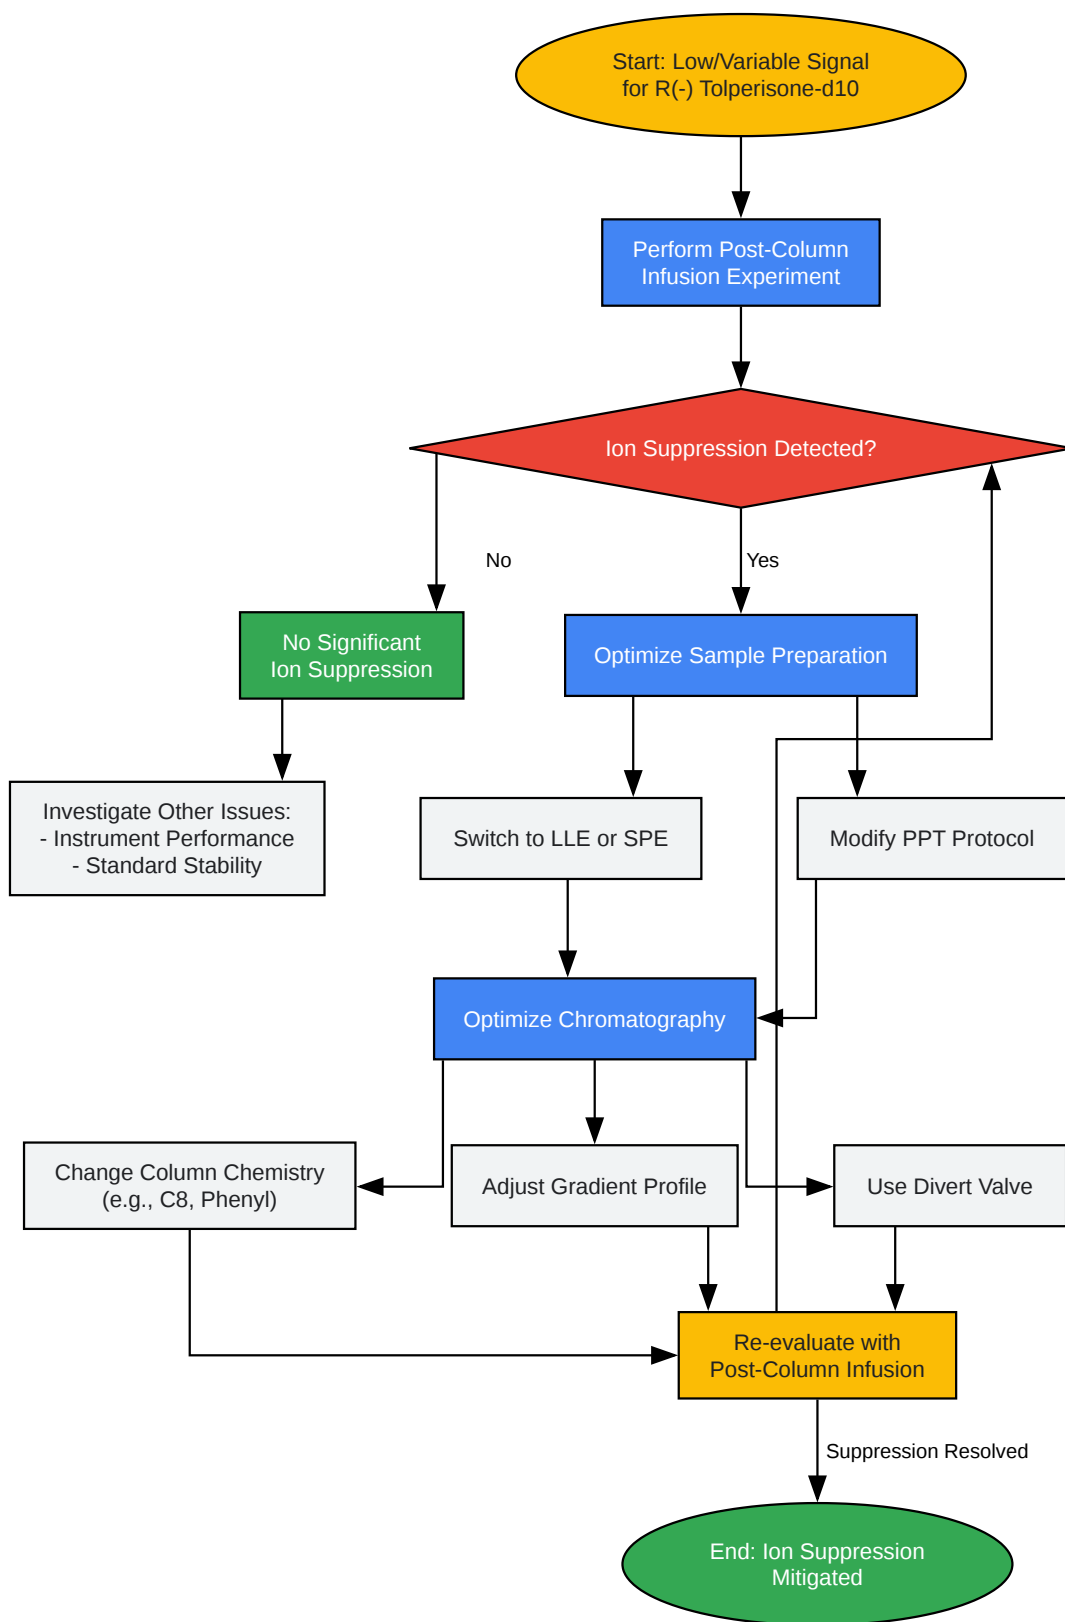 Start: Low/Variable Signal
for R(-) Tolperisone-d10
Perform Post-Column
Infusion Experiment
Ion Suppression Detected?
No
Yes
No Significant
Ion Suppression
Optimize Sample Preparation
Investigate Other Issues:
- Instrument Performance
- Standard Stability
Switch to LLE or SPE
Modify PPT Protocol
Optimize Chromatography
Change Column Chemistry
(e.g., C8, Phenyl)
Adjust Gradient Profile
Use Divert Valve
Re-evaluate with
Post-Column Infusion
Suppression Resolved
End: Ion Suppression
Mitigated